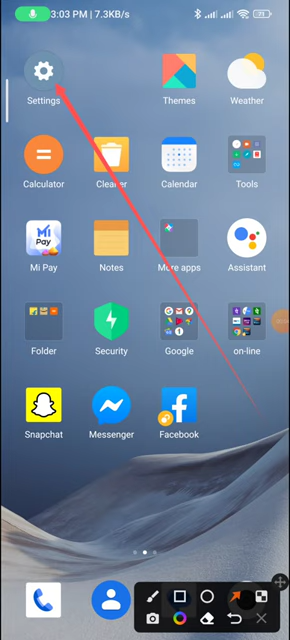 3:03 PM | 7.3KB/s
Settings
Themes
Weather
Calculator
Cleaner
Calendar
Tools
Mi
Pay
Mi Pay
Notes
More apps
Assistant
Folder
Security
Google
on-line
Snapchat
Messenger
Facebook